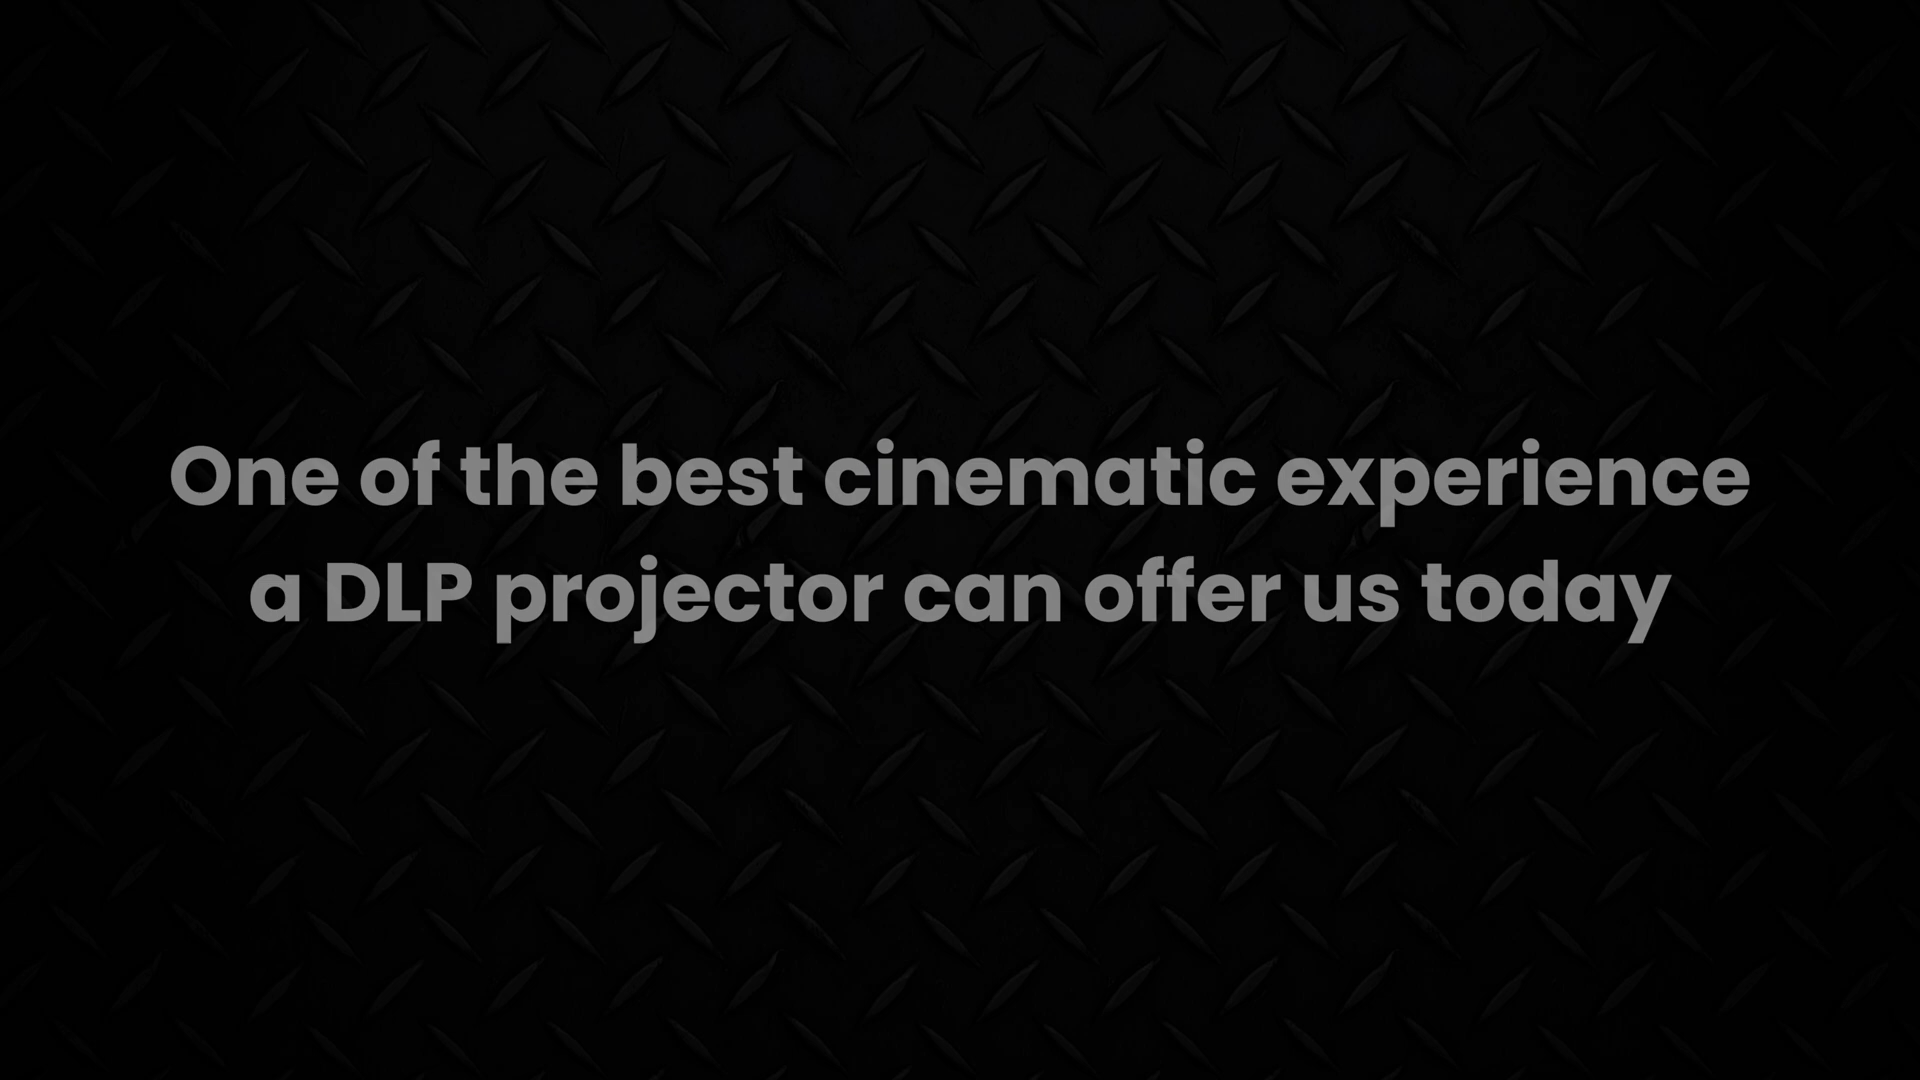 One of the best cinematic experience
a DLP projector can offer us today